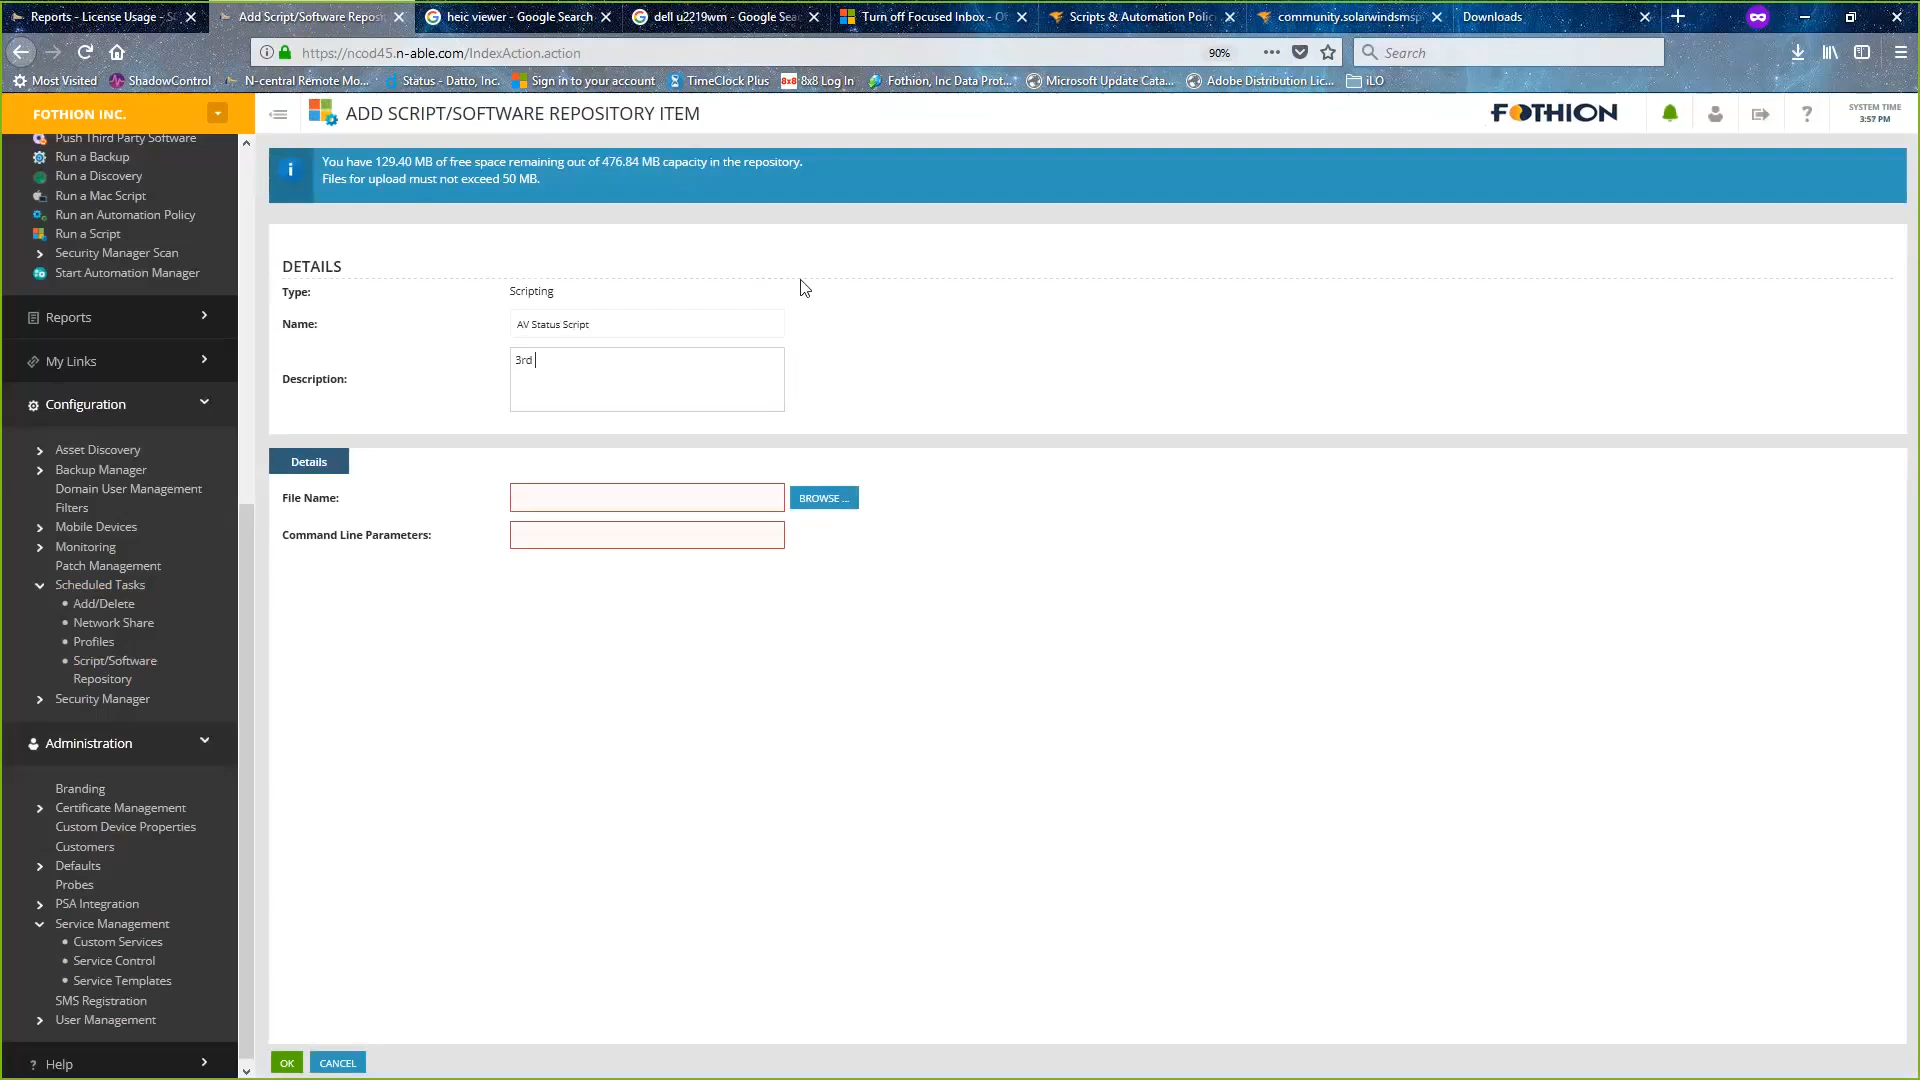 Reports - License Usage - S
Add Script/Software Repos
heic viewer - Google Search
dell u2219wm - Google Sea
Turn off Focused Inbox - O
Scripts & Automation Polic
community.solarwindsmsp
Downloads
https://ncod45.n-able.com/IndexAction.action
90%
Search
Most Visited
ShadowControl
N-central Remote Mo...
Status - Datto, Inc.
Sign in to your account
TimeClock Plus
8x8 8x8 Log In
Fothion, Inc Data Prot...
Microsoft Update Cata...
Adobe Distribution Lic...
iLO
FOTHION INC.
ADD SCRIPT/SOFTWARE REPOSITORY ITEM
FOTHION
?
SYSTEM TIME
3:57 PM
Push Third Party Software
Run a Backup
Run a Discovery
Run a Mac Script
Run an Automation Policy
Run a Script
Security Manager Scan
Start Automation Manager
Reports
My Links
Configuration
Asset Discovery
Backup Manager
Domain User Management
Filters
Mobile Devices
Monitoring
Patch Management
Scheduled Tasks
Add/Delete
Network Share
Profiles
Script/Software
Repository
Security Manager
Administration
Branding
Certificate Management
Custom Device Properties
Customers
Defaults
Probes
PSA Integration
Service Management
Custom Services
Service Control
Service Templates
SMS Registration
User Management
? Help
You have 129.40 MB of free space remaining out of 476.84 MB capacity in the repository.
Files for upload must not exceed 50 MB.
DETAILS
Type: Scripting
Name: AV Status Script
Description: 3rd
Details
File Name: BROWSE ...
Command Line Parameters:
OK CANCEL